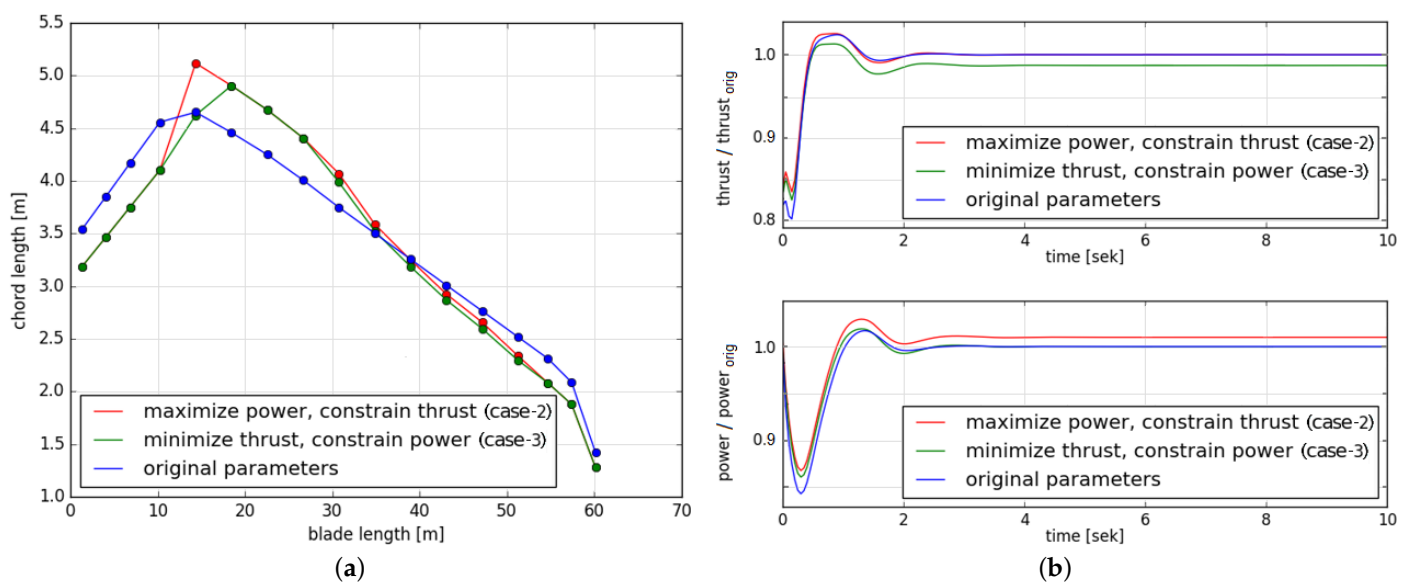 5.5
5.0
4.5
4.0
3.5
3.0
2.5
2.0
1.5
1.0
chord length [m]
maximize power, constrain thrust (case-2)
minimize thrust, constrain power (case-3)
original parameters
0 10 20 30 40 50 60 70
blade length [m]
(a)
1.0
0.9
0.8
thrust / thrust orig
maximize power, constrain thrust (case-2)
minimize thrust, constrain power (case-3)
original parameters
0 2 4 6 8 10
time [sek]
1.0
0.9
power / power orig
maximize power, constrain thrust (case-2)
minimize thrust, constrain power (case-3)
original parameters
0 2 4 6 8 10
time [sek]
(b)